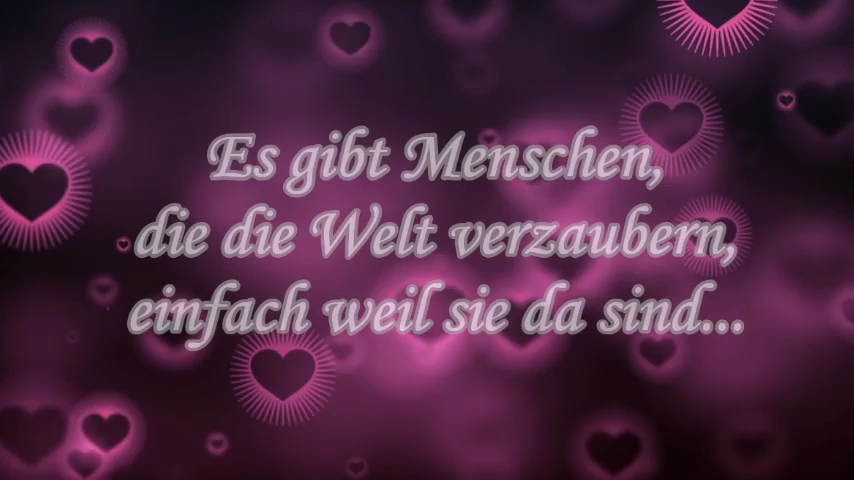 Es gibt Menschen,
die die Welt verzaubern,
einfach weil sie da sind...